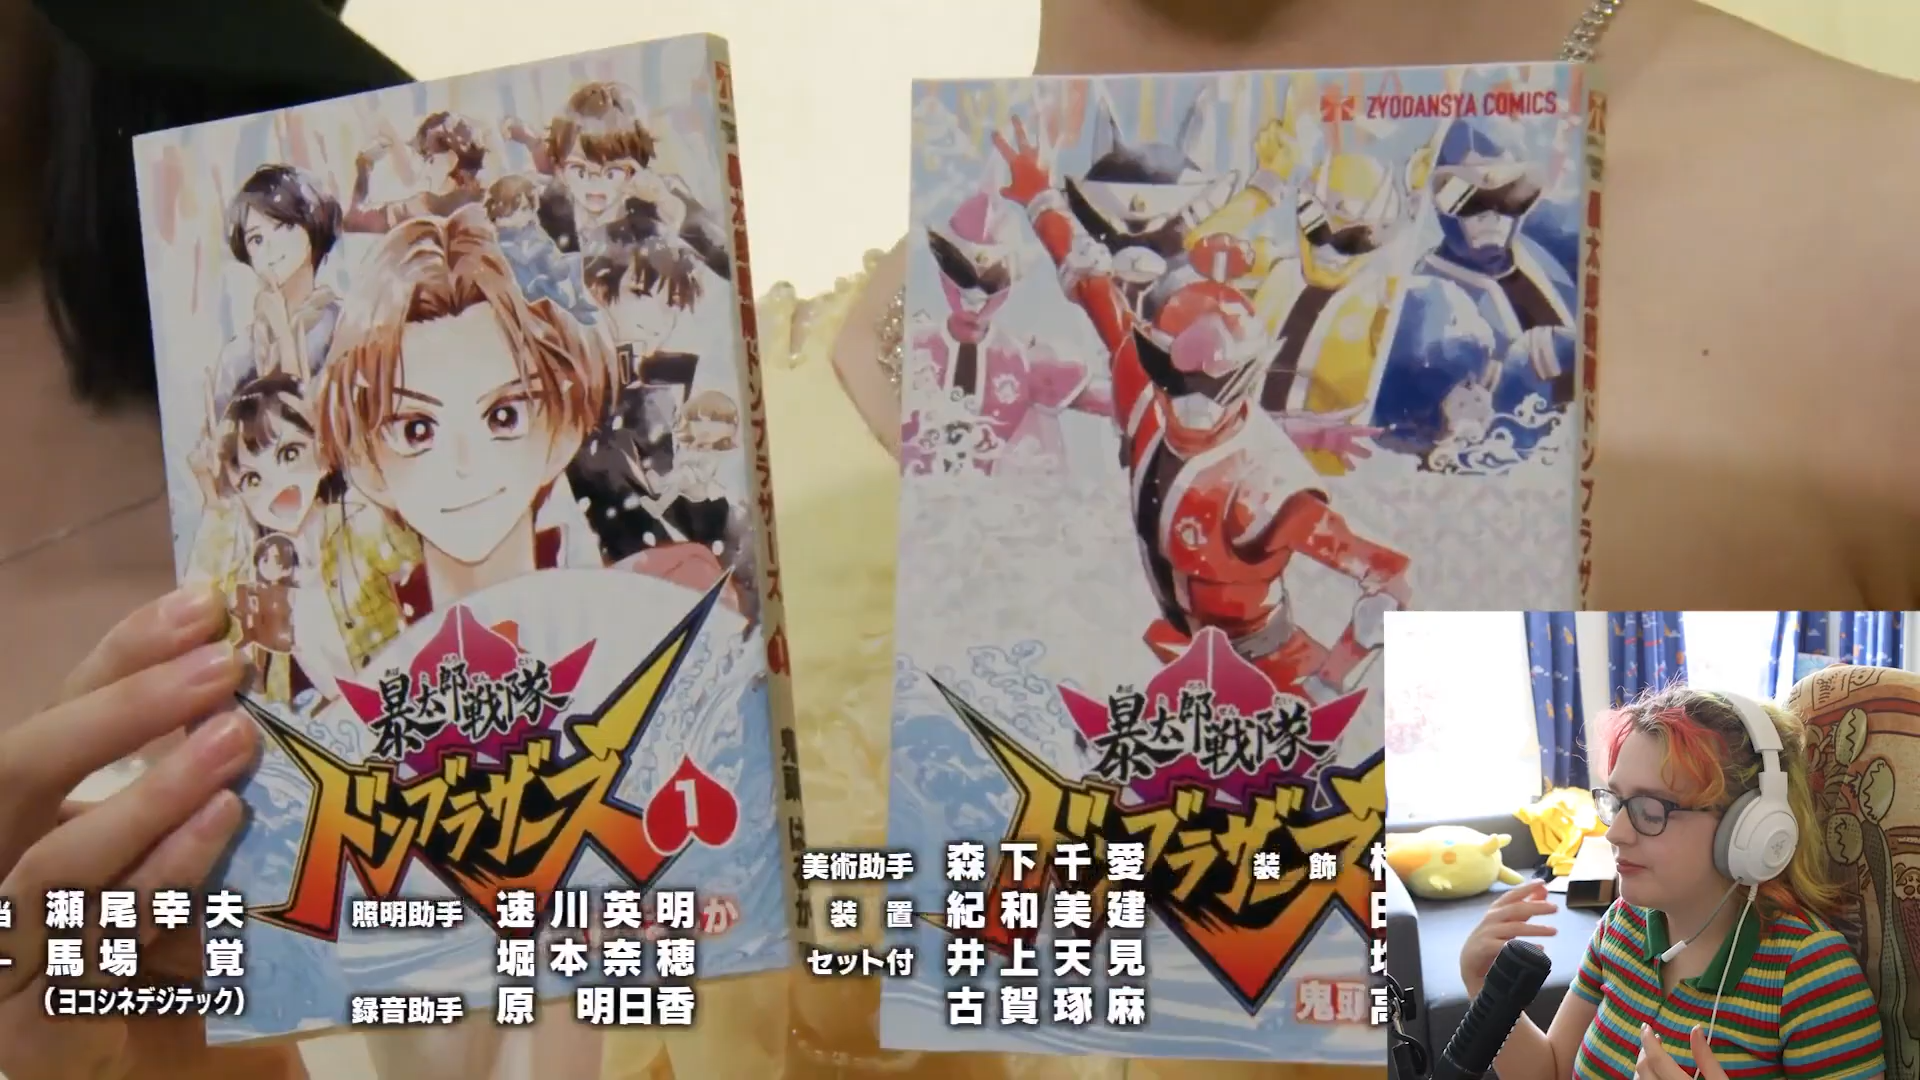 ZYODANSYA COMICS
暴太郎戦隊
ドンブラザーズ
1
暴太郎戦隊
ドンブラザーズ
瀬尾幸夫
馬場 覚
(ヨコシネデジテック)
照明助手 速川英明
堀本奈穂
録音助手 原 明日香
美術助手 森下千愛
装置 紀和美建
セット付 井上天見
古賀琢麻
装飾
鬼頭